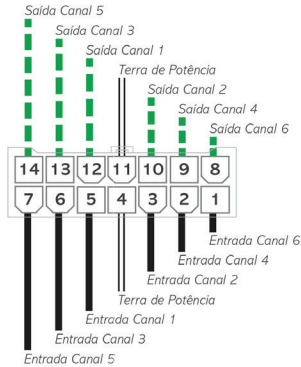 Saída Canal 5
Saída Canal 3
Saída Canal 1
Terra de Potência
Saída Canal 2
Saída Canal 4
Saída Canal 6
14 13 12 11 10 9 8
7 6 5 4 3 2 1
Entrada Canal 6
Entrada Canal 4
Entrada Canal 2
Terra de Potência
Entrada Canal 1
Entrada Canal 3
Entrada Canal 5